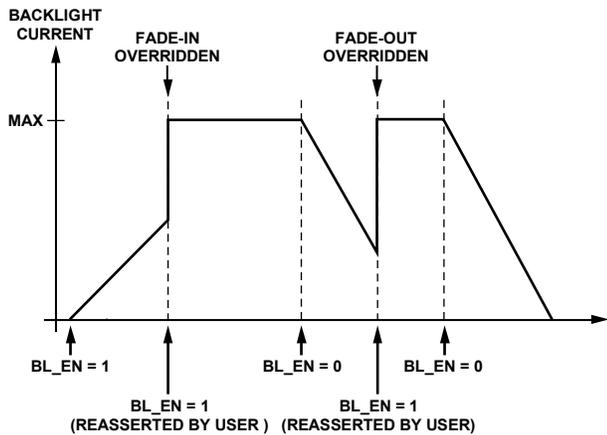 BACKLIGHT
CURRENT
FADE-IN
OVERRIDDEN
FADE-OUT
OVERRIDDEN
MAX
BL_EN = 1
BL_EN = 0
BL_EN = 0
BL_EN = 1
(REASSERTED BY USER )
BL_EN = 1
(REASSERTED BY USER)